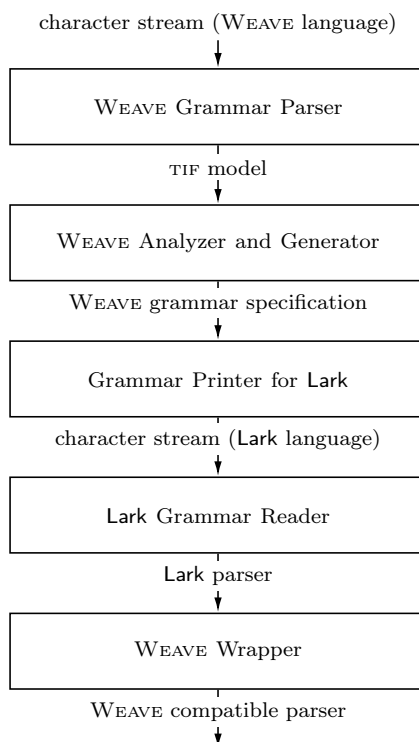 character stream (WEAVE language)
WEAVE Grammar Parser
TIF model
WEAVE Analyzer and Generator
WEAVE grammar specification
Grammar Printer for Lark
character stream (Lark language)
Lark Grammar Reader
Lark parser
WEAVE Wrapper
WEAVE compatible parser